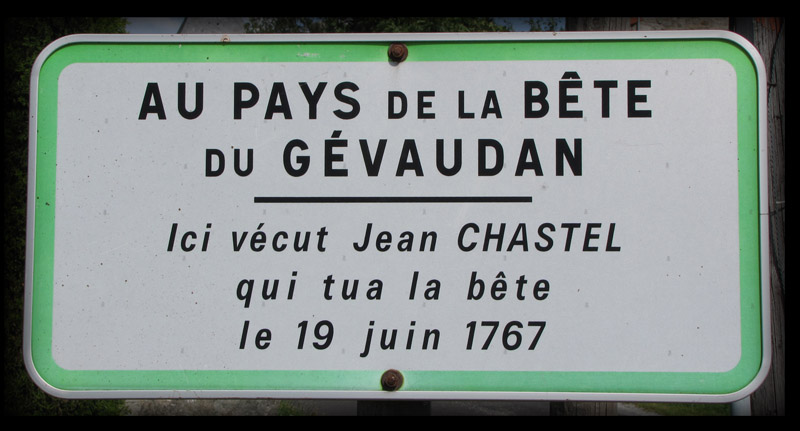 AU PAYS DE LA BÊTE
DU GÉVAUDAN
Ici vécut Jean CHASTEL
qui tua la bête
le 19 juin 1767